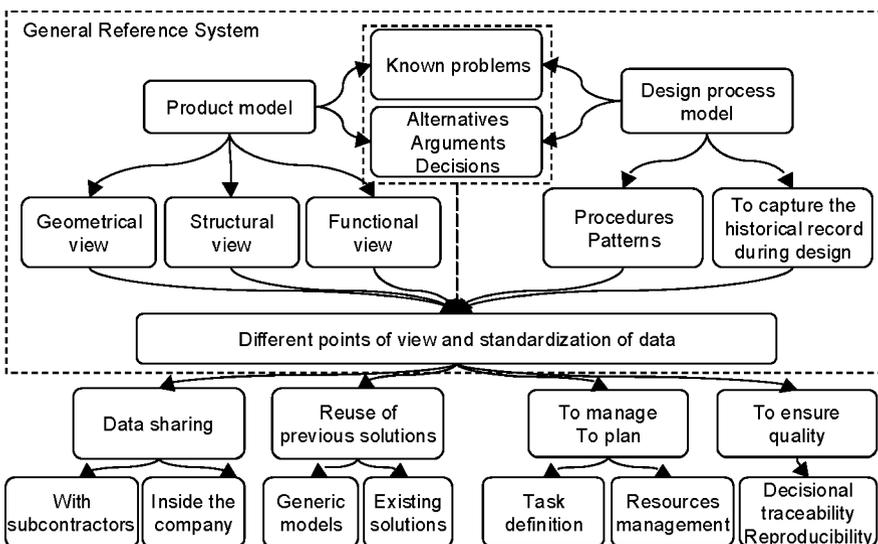 General Reference System
Known problems
Product model
Design process
model
Alternatives
Arguments
Decisions
Geometrical
view
Structural
view
Functional
view
Procedures
Patterns
To capture the
historical record
during design
Different points of view and standardization of data
Data sharing
Reuse of
previous solutions
To manage
To plan
To ensure
quality
With
subcontractors
Inside the
company
Generic
models
Existing
solutions
Task
definition
Resources
management
Decisional
traceability
Reproducibility